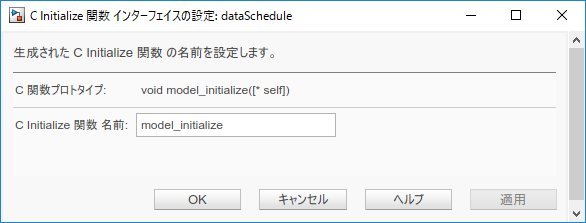 C Initialize 関数 インターフェイスの設定: dataSchedule
生成された C Initialize 関数 の名前を設定します。
C 関数プロトタイプ: void model_initialize([* self])
C Initialize 関数 名前: model_initialize
OK キャンセル ヘルプ 適用